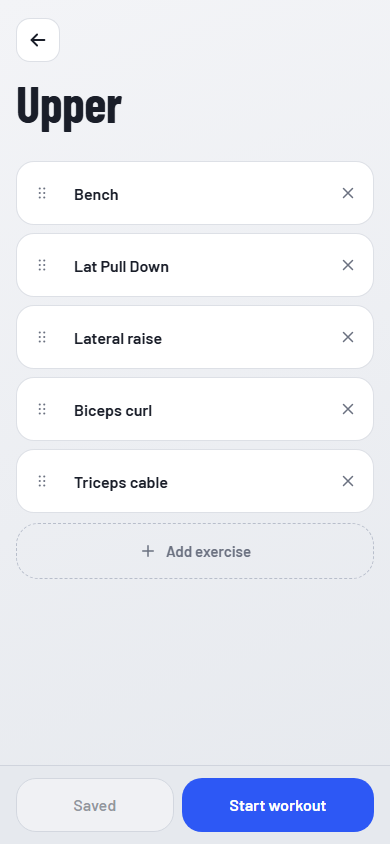 Upper
Bench
Lat Pull Down
Lateral raise
Biceps curl
Triceps cable
Add exercise
Saved
Start workout